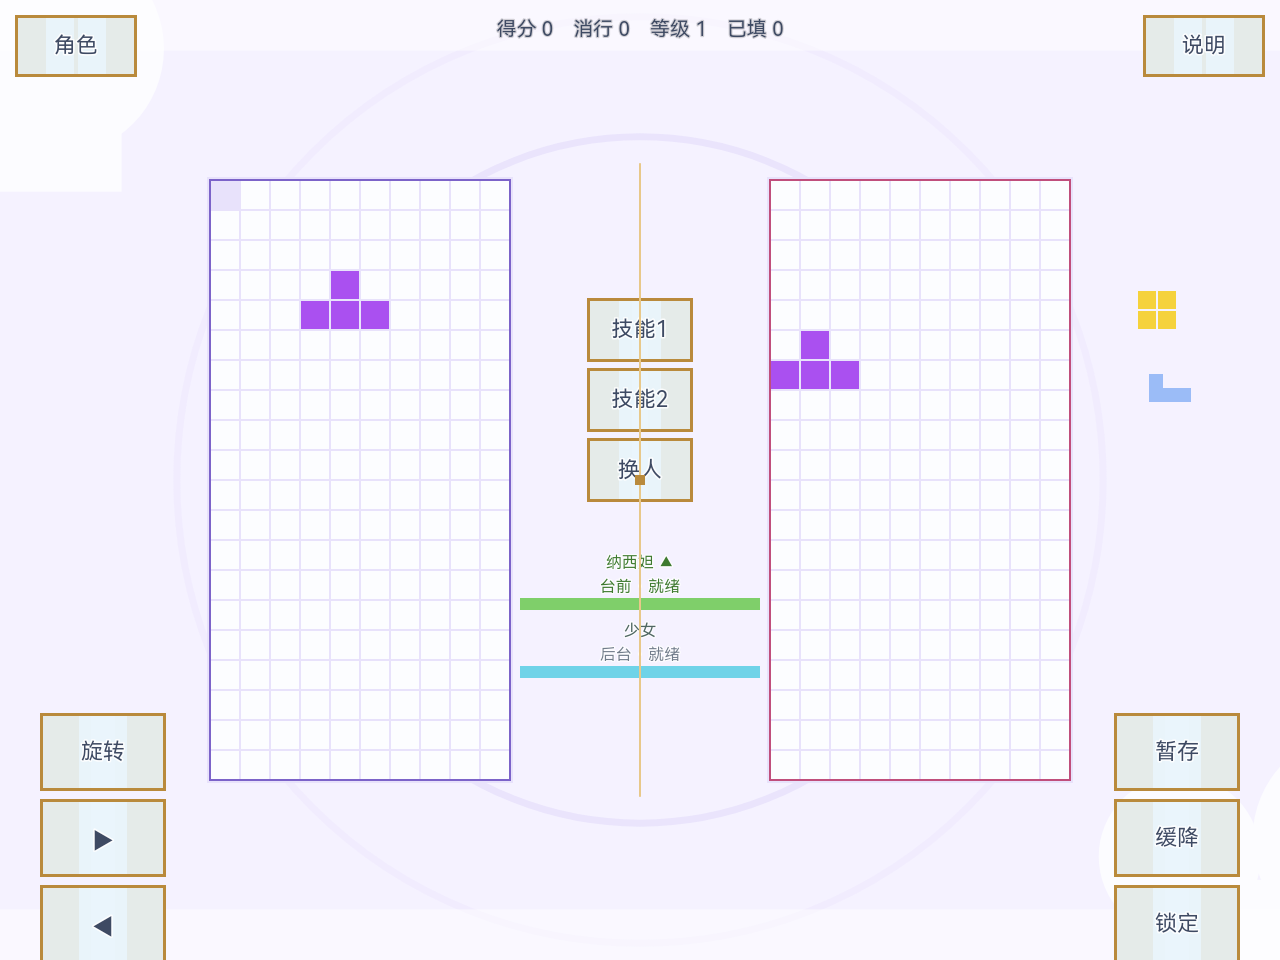 得分 0 消行 0 等级 1 已填 0
角色
说明
技能1
技能2
换人
纳西妲 ▲
台前 就绪
少女
后台 就绪
旋转
▶
◀
暂存
缓降
锁定